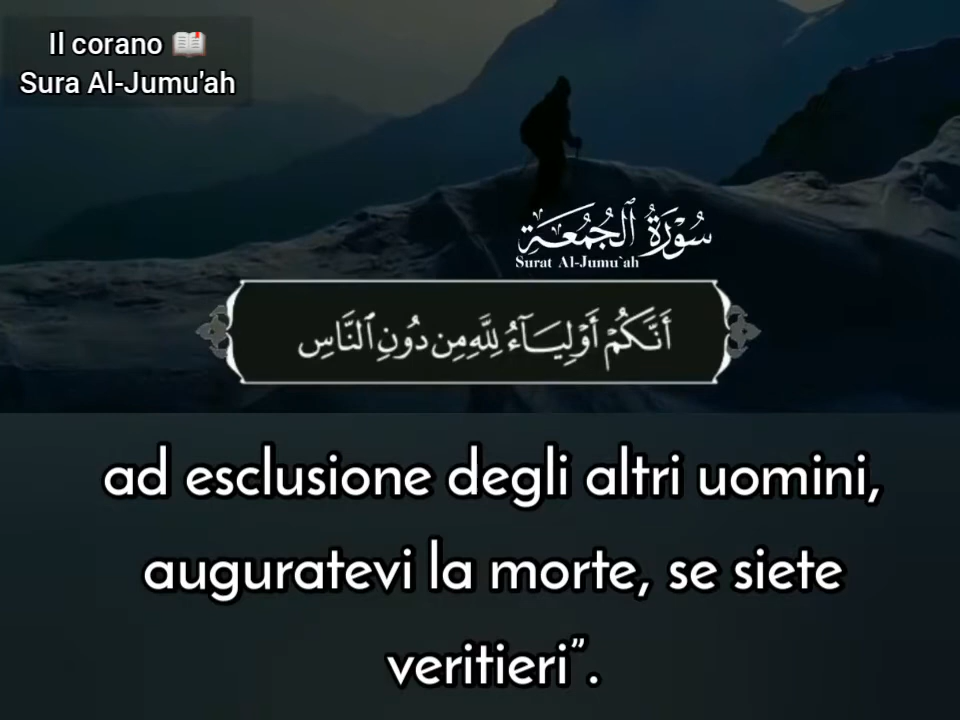 Il corano 📖
Sura Al-Jumu'ah
سُورَةُ ٱلْجُمُعَةِ
Surat Al-Jumu`ah
أَنَّكُمْ أَوْلِيَآءُ لِلَّهِ مِن دُونِ ٱلنَّاسِ
ad esclusione degli altri uomini,
auguratevi la morte, se siete
veritieri”.